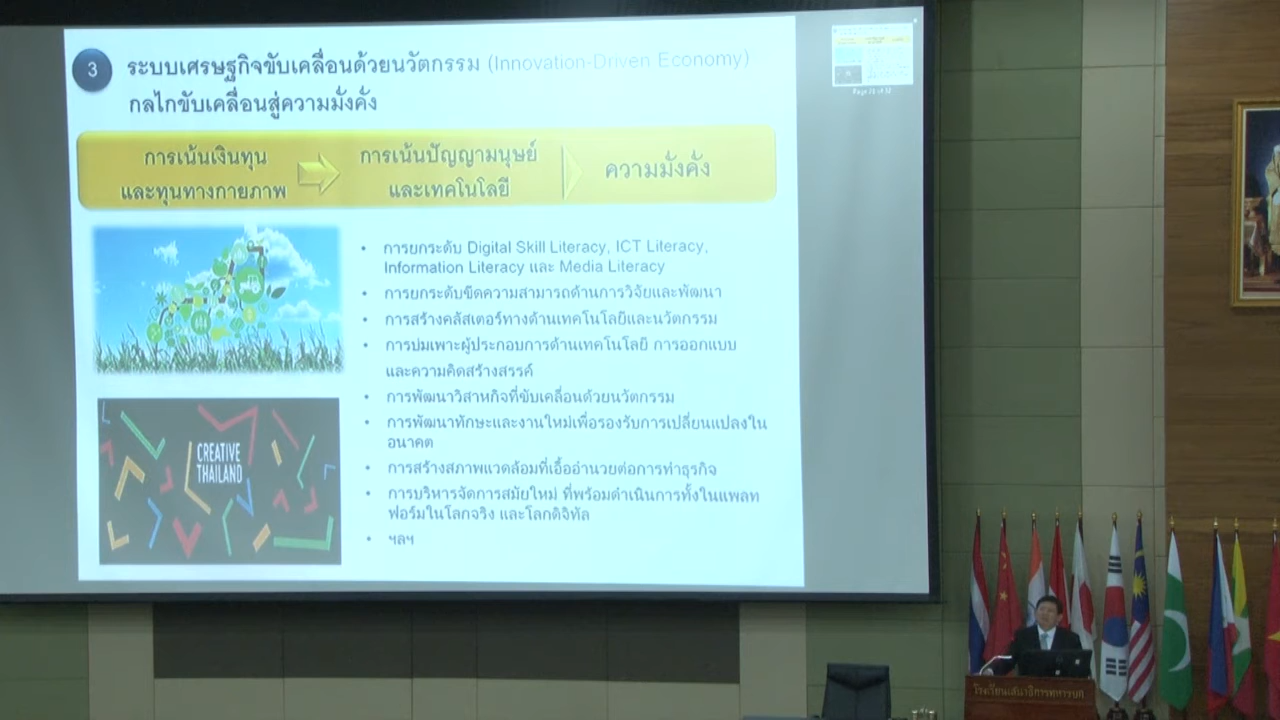 3
ระบบเศรษฐกิจขับเคลื่อนด้วยนวัตกรรม (Innovation-Driven Economy)
กลไกขับเคลื่อนสู่ความมั่งคั่ง
การเน้นเงินทุน
และทุนทางกายภาพ
การเน้นปัญญามนุษย์
และเทคโนโลยี
ความมั่งคั่ง
• การยกระดับ Digital Skill Literacy, ICT Literacy,
Information Literacy และ Media Literacy
• การยกระดับขีดความสามารถด้านการวิจัยและพัฒนา
• การสร้างคลัสเตอร์ทางด้านเทคโนโลยีและนวัตกรรม
• การบ่มเพาะผู้ประกอบการด้านเทคโนโลยี การออกแบบ
และความคิดสร้างสรรค์
• การพัฒนาวิสาหกิจที่ขับเคลื่อนด้วยนวัตกรรม
• การพัฒนาทักษะและงานใหม่เพื่อรองรับการเปลี่ยนแปลงใน
อนาคต
• การสร้างสภาพแวดล้อมที่เอื้ออำนวยต่อการทำธุรกิจ
• การบริหารจัดการสมัยใหม่ ที่พร้อมดำเนินการทั้งในแพลท
ฟอร์มในโลกจริง และโลกดิจิทัล
• ฯลฯ
CREATIVE
THAILAND
โรงเรียนเสนาธิการทหารบก